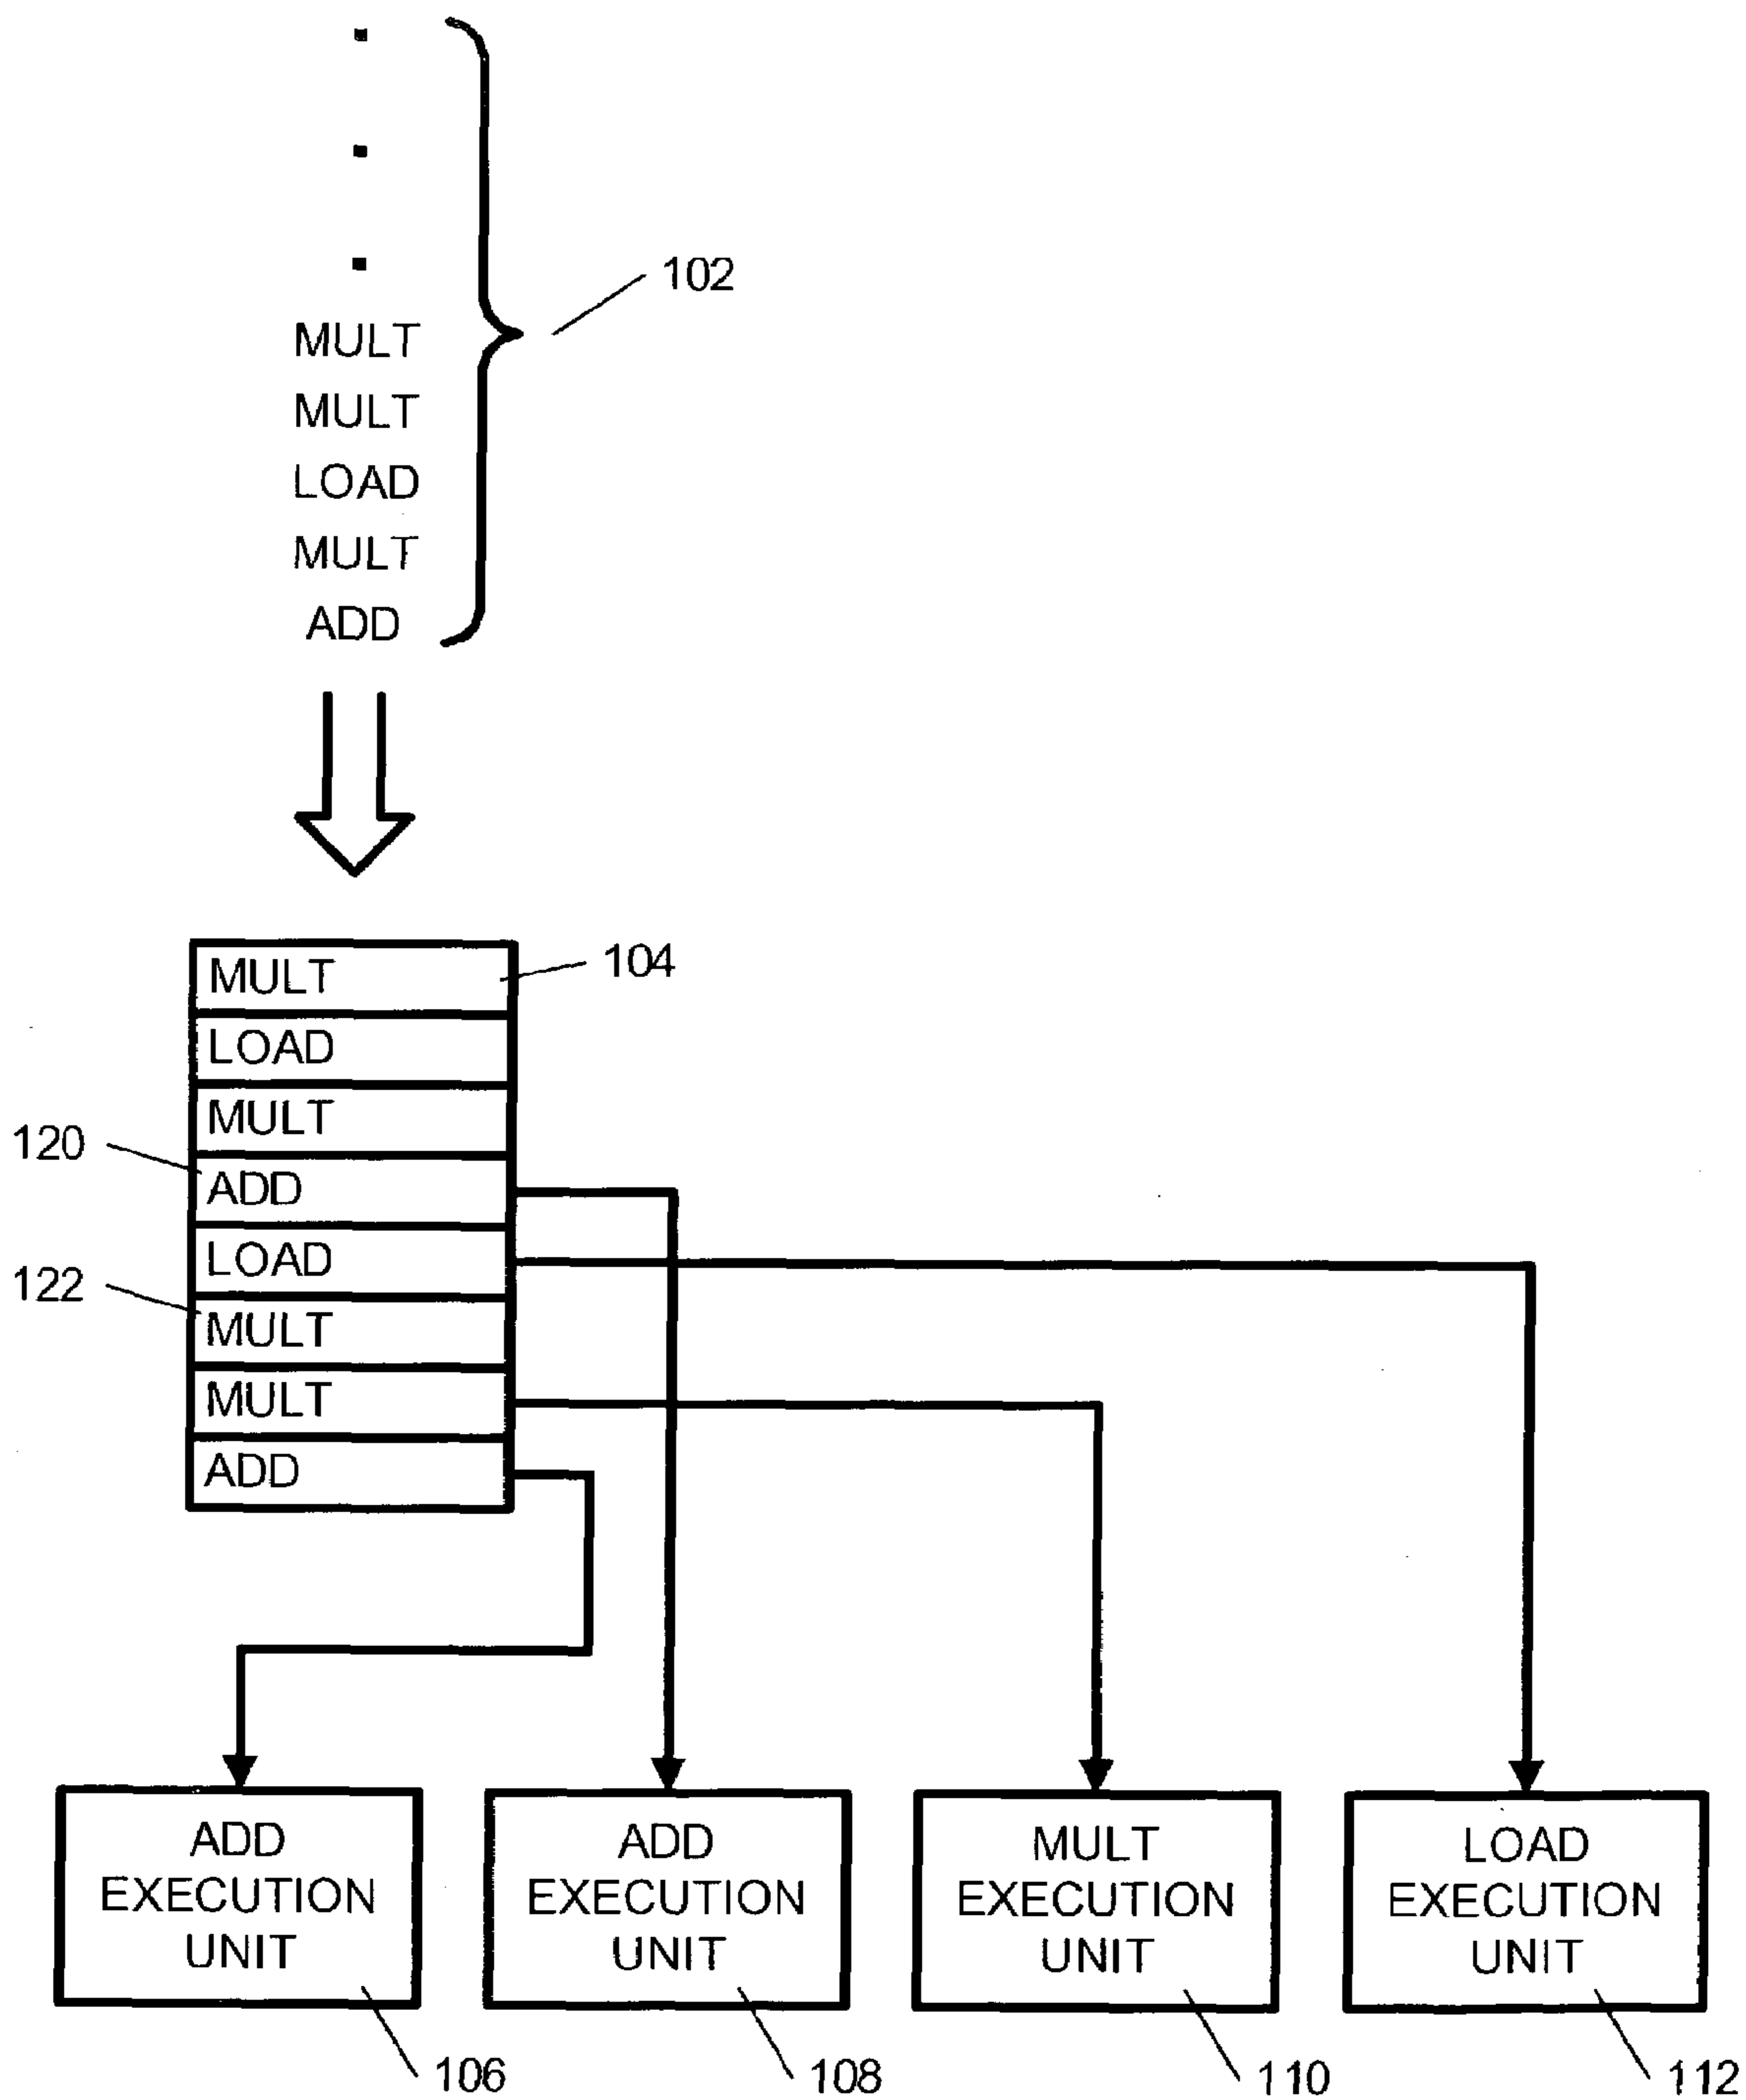 102
MULT
MULT
LOAD
MULT
ADD
MULT
104
LOAD
MULT
120
ADD
LOAD
122
MULT
MULT
ADD
ADD
EXECUTION
UNIT
ADD
EXECUTION
UNIT
MULT
EXECUTION
UNIT
LOAD
EXECUTION
UNIT
106
108
110
112